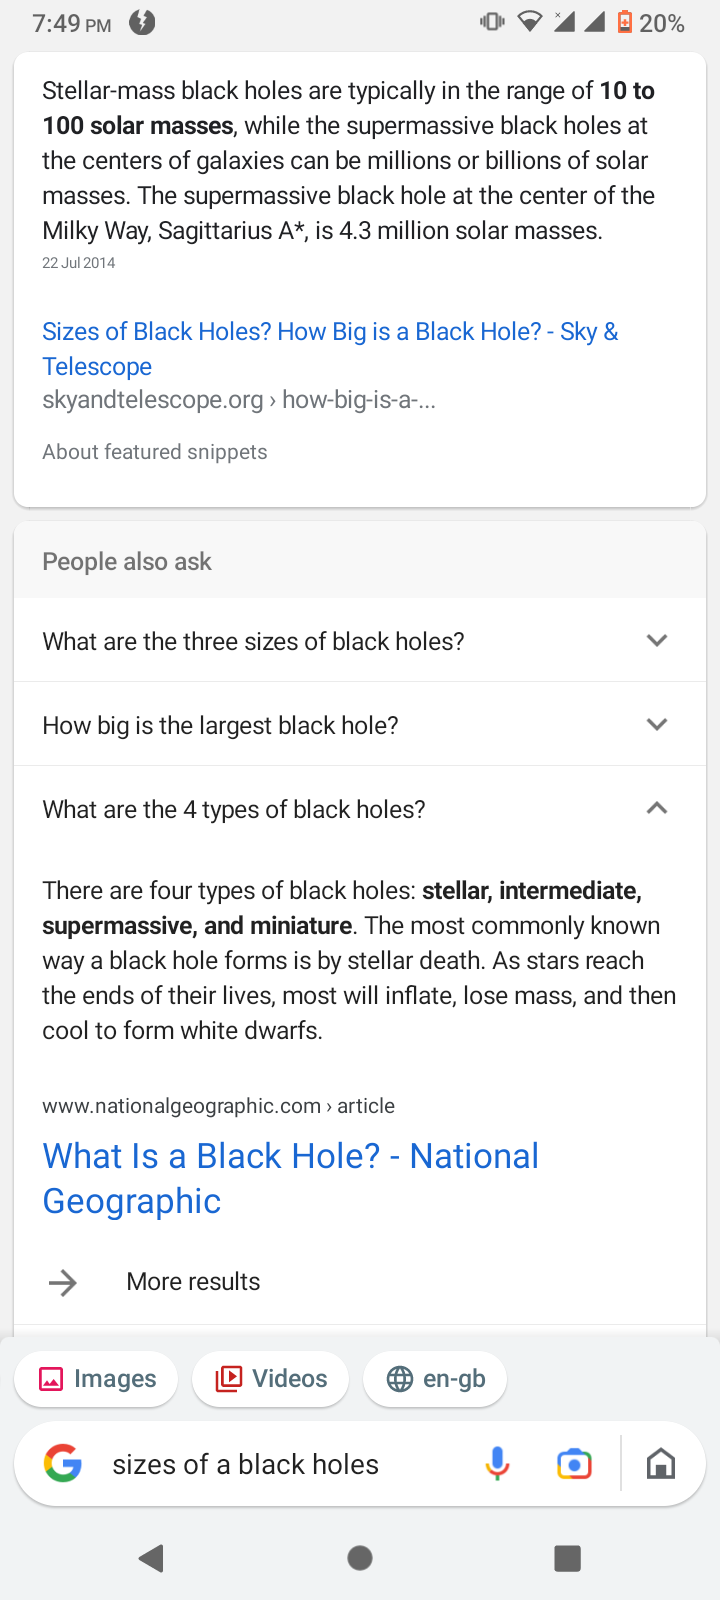 7:49 PM
20%
Stellar-mass black holes are typically in the range of 10 to
100 solar masses, while the supermassive black holes at
the centers of galaxies can be millions or billions of solar
masses. The supermassive black hole at the center of the
Milky Way, Sagittarius A*, is 4.3 million solar masses.
22 Jul 2014
Sizes of Black Holes? How Big is a Black Hole? - Sky &
Telescope
skyandtelescope.org › how-big-is-a-...
About featured snippets
People also ask
What are the three sizes of black holes?
How big is the largest black hole?
What are the 4 types of black holes?
There are four types of black holes: stellar, intermediate,
supermassive, and miniature. The most commonly known
way a black hole forms is by stellar death. As stars reach
the ends of their lives, most will inflate, lose mass, and then
cool to form white dwarfs.
www.nationalgeographic.com › article
What Is a Black Hole? - National
Geographic
More results
Images Videos en-gb
sizes of a black holes